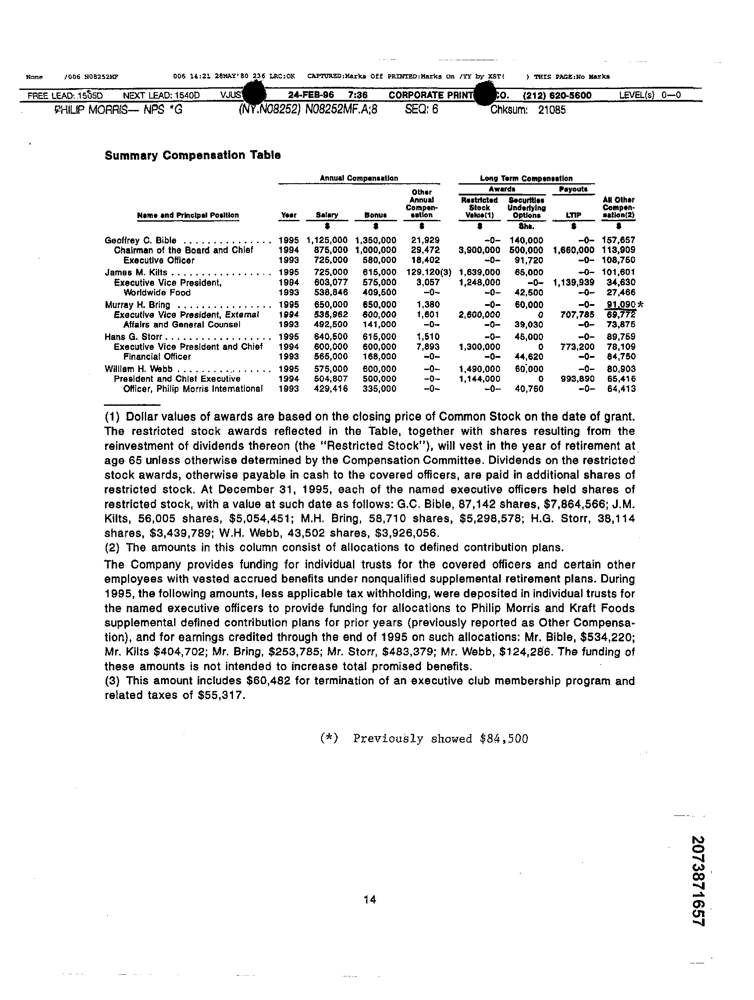 None /006 N08252MF 006 14:21 28MAY'80 236 LRC:OK CAPTURED:Marks Off PRINTED:Marks On /YY by XST( ) THIS PAGE:No Marks
FREE LEAD: 1505D NEXT LEAD: 1540D VJUS 24-FEB-96 7:36 CORPORATE PRINT CO. (212) 620-5600 LEVEL(s) 0—0
PHILIP MORRIS— NPS *G (NY.N08252) N08252MF.A;8 SEQ: 6 Chksum: 21085
Summary Compensation Table
Annual Compensation Long Term Compensation
Awards Payouts
Name and Principal Position Year Salary Bonus Other Annual Compen-sation Restricted Stock Value(1) Securities Underlying Options LTIP All Other Compen-sation(2)
$ $ $ $ Shs. $ $
Geoffrey C. Bible ............... 1995 1,125,000 1,350,000 21,929 –0– 140,000 –0– 157,657
Chairman of the Board and Chief 1994 875,000 1,000,000 29,472 3,900,000 500,000 1,660,000 113,909
Executive Officer 1993 725,000 580,000 18,402 –0– 91,720 –0– 108,750
James M. Kilts ................. 1995 725,000 615,000 129,120(3) 1,639,000 65,000 –0– 101,601
Executive Vice President, 1994 603,077 575,000 3,057 1,248,000 –0– 1,139,939 34,630
Worldwide Food 1993 538,846 409,500 –0– –0– 42,500 –0– 27,466
Murray H. Bring ................ 1995 650,000 650,000 1,380 –0– 60,000 –0– 91,090*
Executive Vice President, External 1994 535,962 600,000 1,601 2,600,000 0 707,785 69,772
Affairs and General Counsel 1993 492,500 141,000 –0– –0– 39,030 –0– 73,875
Hans G. Storr .................. 1995 640,500 615,000 1,510 –0– 45,000 –0– 89,759
Executive Vice President and Chief 1994 600,000 600,000 7,893 1,300,000 0 773,200 78,109
Financial Officer 1993 565,000 168,000 –0– –0– 44,620 –0– 84,750
William H. Webb ................ 1995 575,000 600,000 –0– 1,490,000 60,000 –0– 80,903
President and Chief Executive 1994 504,807 500,000 –0– 1,144,000 0 993,890 65,416
Officer, Philip Morris International 1993 429,416 335,000 –0– –0– 40,760 –0– 64,413
(1) Dollar values of awards are based on the closing price of Common Stock on the date of grant.
The restricted stock awards reflected in the Table, together with shares resulting from the
reinvestment of dividends thereon (the "Restricted Stock"), will vest in the year of retirement at
age 65 unless otherwise determined by the Compensation Committee. Dividends on the restricted
stock awards, otherwise payable in cash to the covered officers, are paid in additional shares of
restricted stock. At December 31, 1995, each of the named executive officers held shares of
restricted stock, with a value at such date as follows: G.C. Bible, 87,142 shares, $7,864,566; J.M.
Kilts, 56,005 shares, $5,054,451; M.H. Bring, 58,710 shares, $5,298,578; H.G. Storr, 38,114
shares, $3,439,789; W.H. Webb, 43,502 shares, $3,926,056.
(2) The amounts in this column consist of allocations to defined contribution plans.
The Company provides funding for individual trusts for the covered officers and certain other
employees with vested accrued benefits under nonqualified supplemental retirement plans. During
1995, the following amounts, less applicable tax withholding, were deposited in individual trusts for
the named executive officers to provide funding for allocations to Philip Morris and Kraft Foods
supplemental defined contribution plans for prior years (previously reported as Other Compensa-
tion), and for earnings credited through the end of 1995 on such allocations: Mr. Bible, $534,220;
Mr. Kilts $404,702; Mr. Bring, $253,785; Mr. Storr, $483,379; Mr. Webb, $124,286. The funding of
these amounts is not intended to increase total promised benefits.
(3) This amount includes $60,482 for termination of an executive club membership program and
related taxes of $55,317.
(*) Previously showed $84,500
14
2073871657